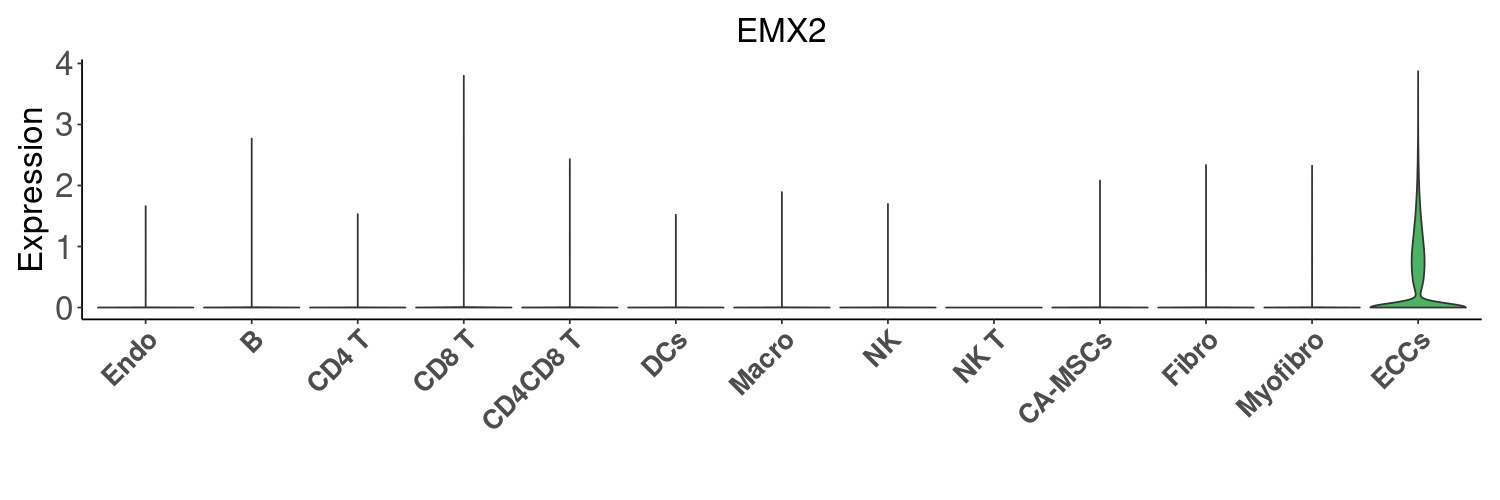 EMX2
Expression
4
3
2
1
0
Endo
B
CD4 T
CD8 T
CD4CD8 T
DCs
Macro
NK
NK T
CA-MSCs
Fibro
Myofibro
ECCs